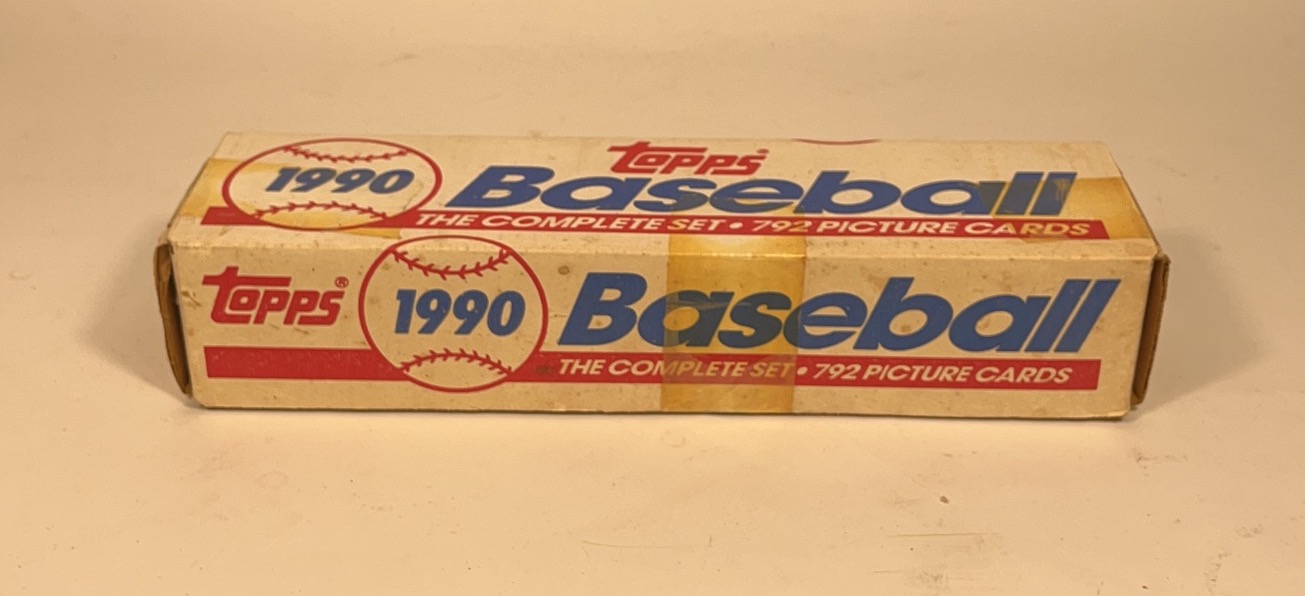 topps®
1990 Baseball
THE COMPLETE SET • 792 PICTURE CARDS
topps® 1990 Baseball
THE COMPLETE SET • 792 PICTURE CARDS